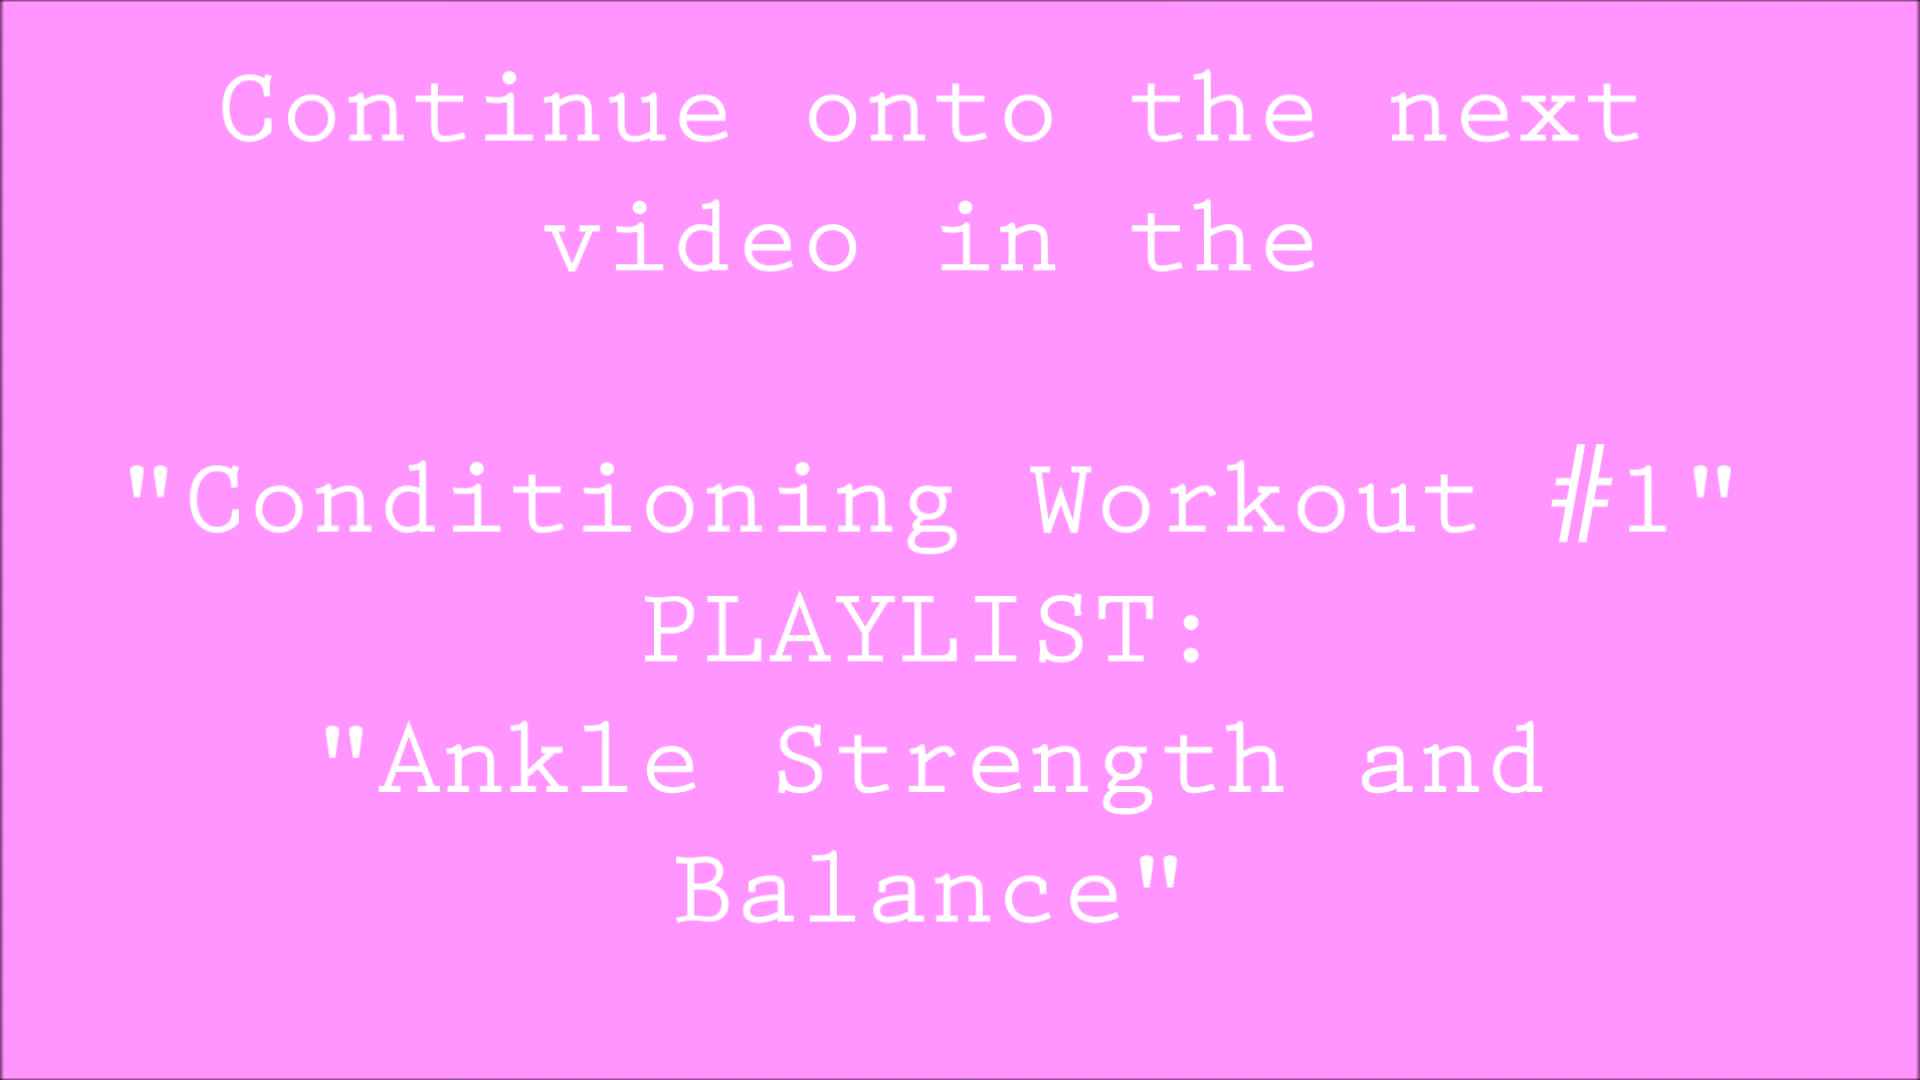 Continue onto the next
video in the
"Conditioning Workout #1"
PLAYLIST:
"Ankle Strength and
Balance"